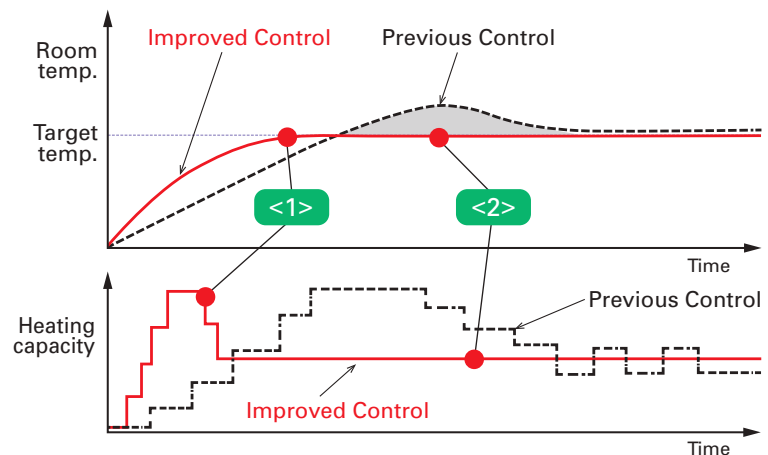 Improved Control
Previous Control
Room
temp.
Target
temp.
<1>
<2>
Time
Previous Control
Heating
capacity
Improved Control
Time